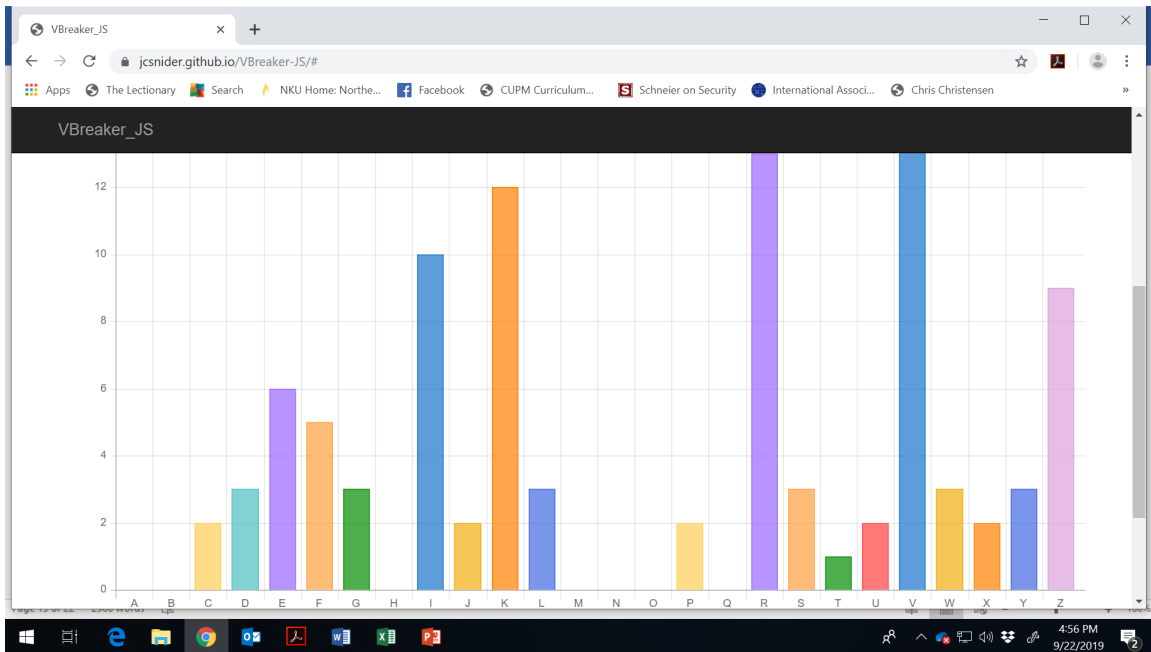 VBreaker_JS
jcsnider.github.io/VBreaker-JS/#
Apps The Lectionary Search NKU Home: Northe... Facebook CUPM Curriculum... S Schneier on Security International Associ... Chris Christensen »
VBreaker_JS
12
10
8
6
4
2
0
A B C D E F G H I J K L M N O P Q R S T U V W X Y Z
4:56 PM
9/22/2019
2